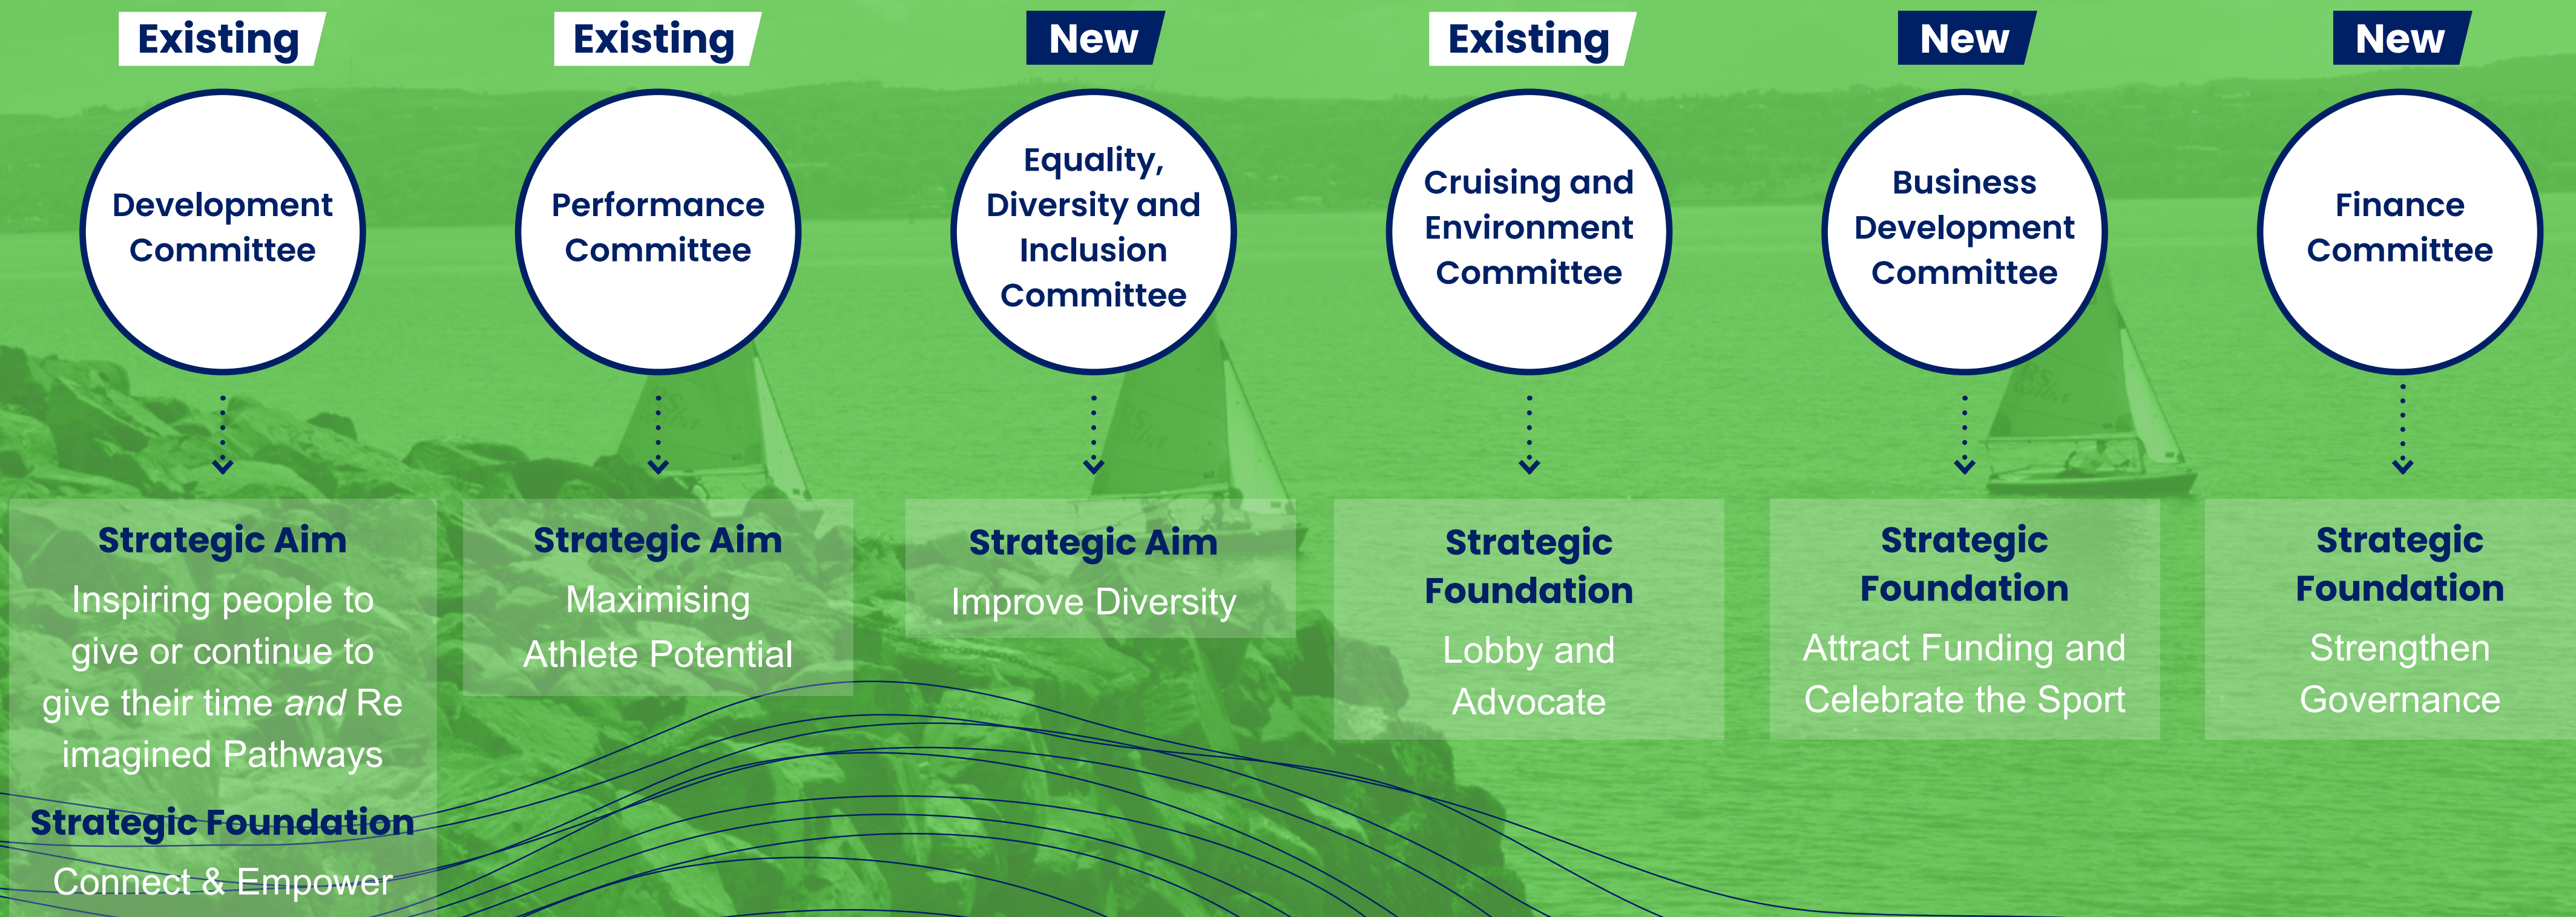 Existing
Development
Committee
Strategic Aim
Inspiring people to
give or continue to
give their time and Re
imagined Pathways
Strategic Foundation
Connect & Empower
Existing
Performance
Committee
Strategic Aim
Maximising
Athlete Potential
New
Equality,
Diversity and
Inclusion
Committee
Strategic Aim
Improve Diversity
Existing
Cruising and
Environment
Committee
Strategic
Foundation
Lobby and
Advocate
New
Business
Development
Committee
Strategic
Foundation
Attract Funding and
Celebrate the Sport
New
Finance
Committee
Strategic
Foundation
Strengthen
Governance